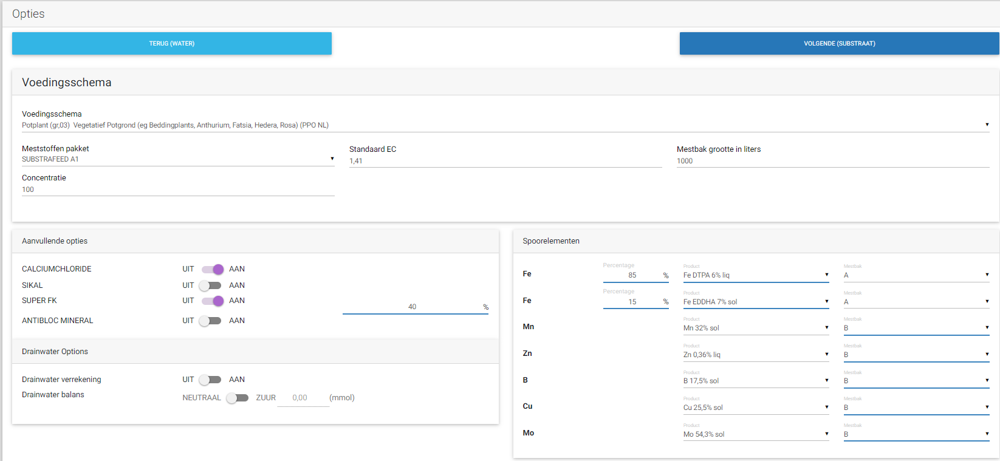 Opties
TERUG (WATER) VOLGENDE (SUBSTRAAT)
Voedingsschema
Voedingsschema
Potplant (gr,03) Vegetatief Potgrond (eg Beddingplants, Anthurium, Fatsia, Hedera, Rosa) (PPO NL)
Meststoffen pakket
SUBSTRAFEED A1
Standaard EC
1,41
Mestbak grootte in liters
1000
Concentratie
100
Aanvullende opties
CALCIUMCHLORIDE UIT AAN
SIKAL UIT AAN
SUPER FK UIT AAN 40 %
ANTIBLOC MINERAL UIT AAN
Drainwater Options
Drainwater verrekening UIT AAN
Drainwater balans NEUTRAAL ZUUR 0,00 (mmol)
Spoorelementen
Percentage Product Mestbak
Fe 85 % Fe DTPA 6% liq A
Percentage Product Mestbak
Fe 15 % Fe EDDHA 7% sol A
Product Mestbak
Mn Mn 32% sol B
Product Mestbak
Zn Zn 0,36% liq B
Product Mestbak
B B 17,5% sol B
Product Mestbak
Cu Cu 25,5% sol B
Product Mestbak
Mo Mo 54,3% sol B